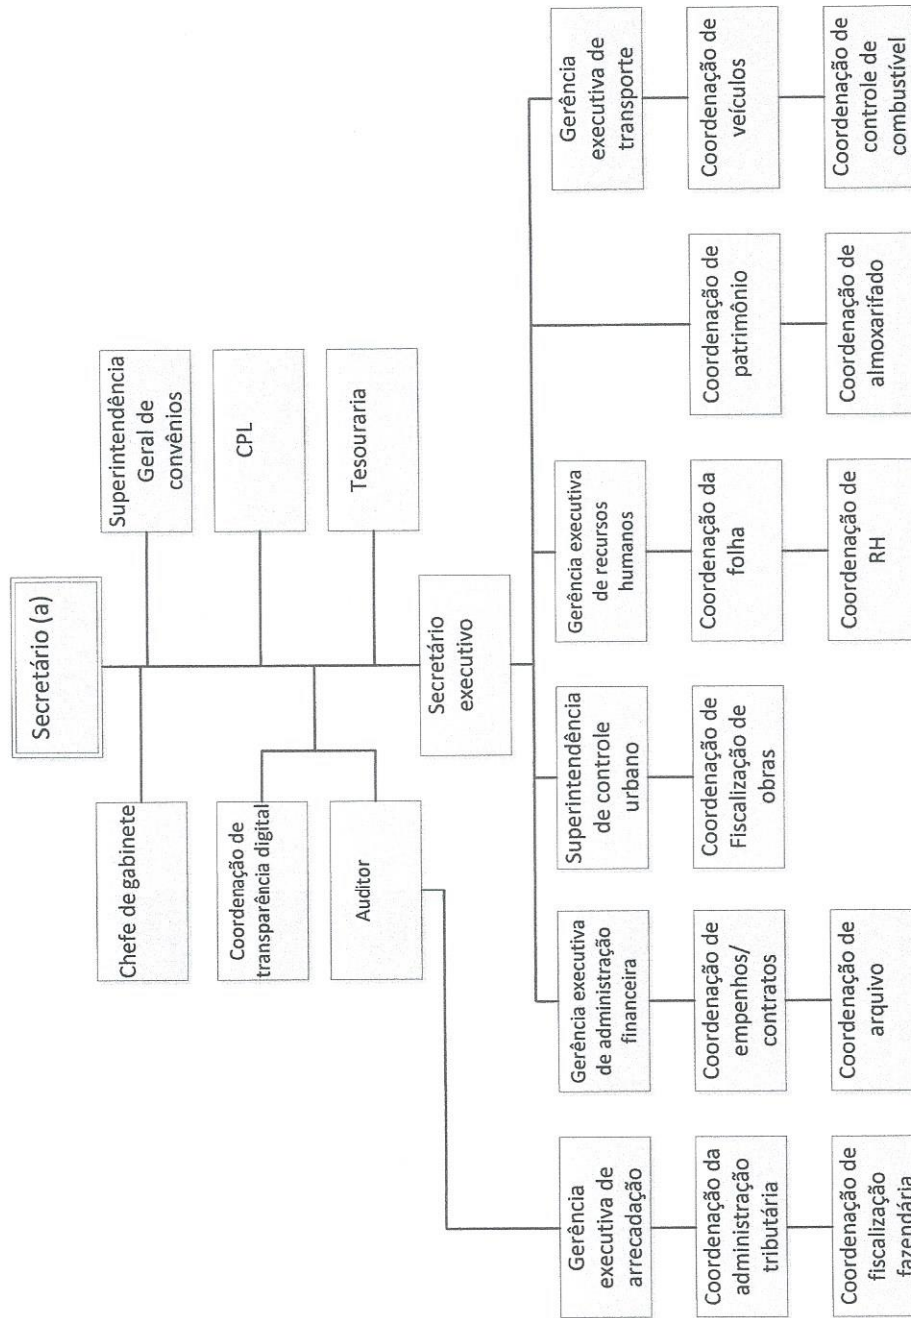 Secretário (a)
Chefe de gabinete
Superintendência
Geral de
convênios
Coordenação de
transparência digital
CPL
Auditor
Tesouraria
Secretário
executivo
Gerência
executiva de
arrecadação
Gerência executiva
de administração
financeira
Superintendência
de controle
urbano
Gerência executiva
de recursos
humanos
Gerência
executiva de
transporte
Coordenação da
administração
tributária
Coordenação de
empenhos/
contratos
Coordenação de
Fiscalização de
obras
Coordenação da
folha
Coordenação de
patrimônio
Coordenação de
veículos
Coordenação de
fiscalização
fazendária
Coordenação de
arquivo
Coordenação de
RH
Coordenação de
almoxarifado
Coordenação de
controle de
combustível